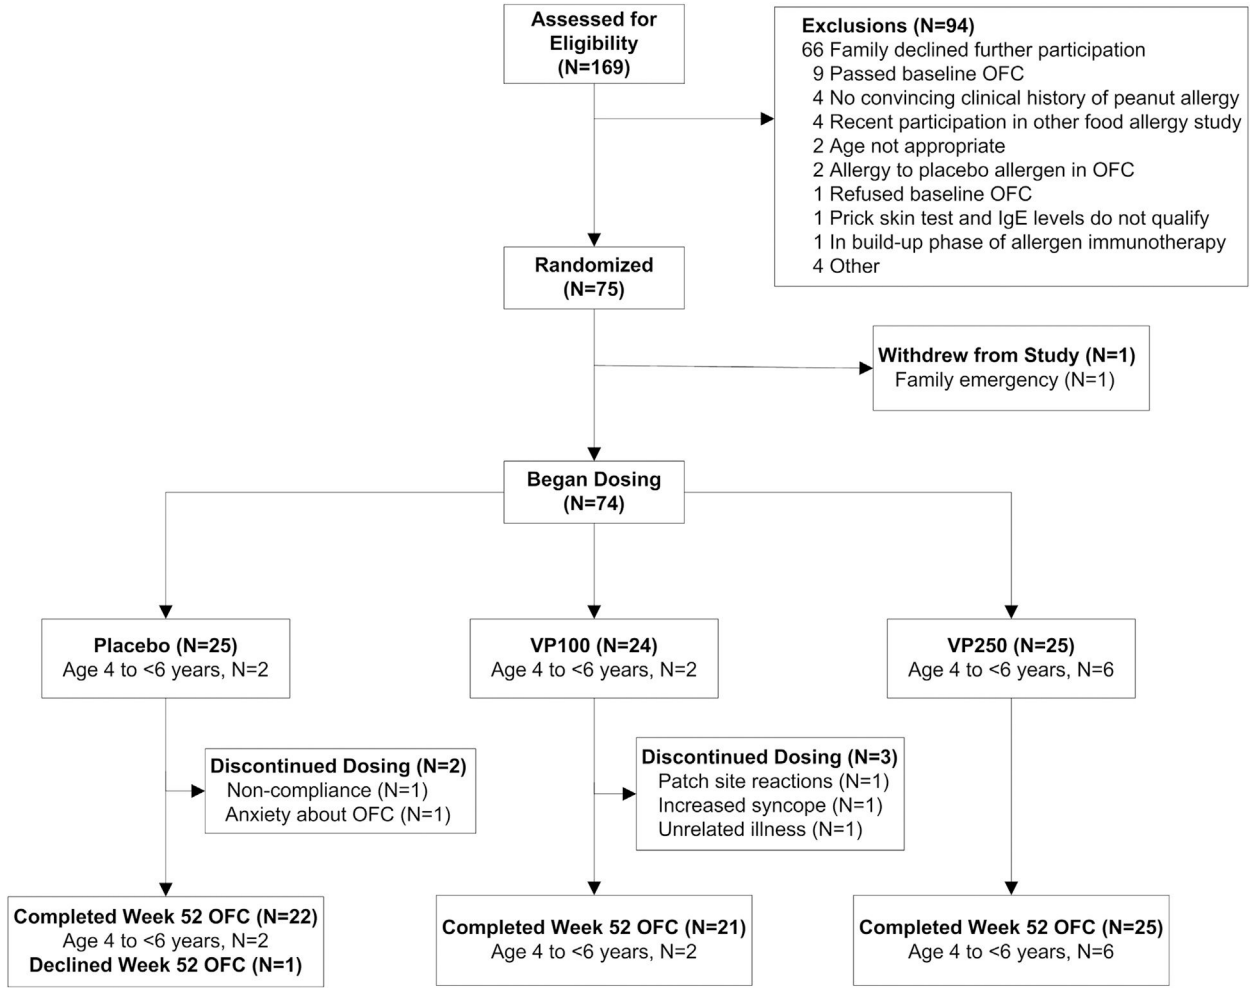 Assessed for
Eligibility
(N=169)
Exclusions (N=94)
66 Family declined further participation
9 Passed baseline OFC
4 No convincing clinical history of peanut allergy
4 Recent participation in other food allergy study
2 Age not appropriate
2 Allergy to placebo allergen in OFC
1 Refused baseline OFC
1 Prick skin test and IgE levels do not qualify
1 In build-up phase of allergen immunotherapy
4 Other
Randomized
(N=75)
Withdrew from Study (N=1)
Family emergency (N=1)
Began Dosing
(N=74)
Placebo (N=25)
Age 4 to <6 years, N=2
VP100 (N=24)
Age 4 to <6 years, N=2
VP250 (N=25)
Age 4 to <6 years, N=6
Discontinued Dosing (N=2)
Non-compliance (N=1)
Anxiety about OFC (N=1)
Discontinued Dosing (N=3)
Patch site reactions (N=1)
Increased syncope (N=1)
Unrelated illness (N=1)
Completed Week 52 OFC (N=22)
Age 4 to <6 years, N=2
Declined Week 52 OFC (N=1)
Completed Week 52 OFC (N=21)
Age 4 to <6 years, N=2
Completed Week 52 OFC (N=25)
Age 4 to <6 years, N=6